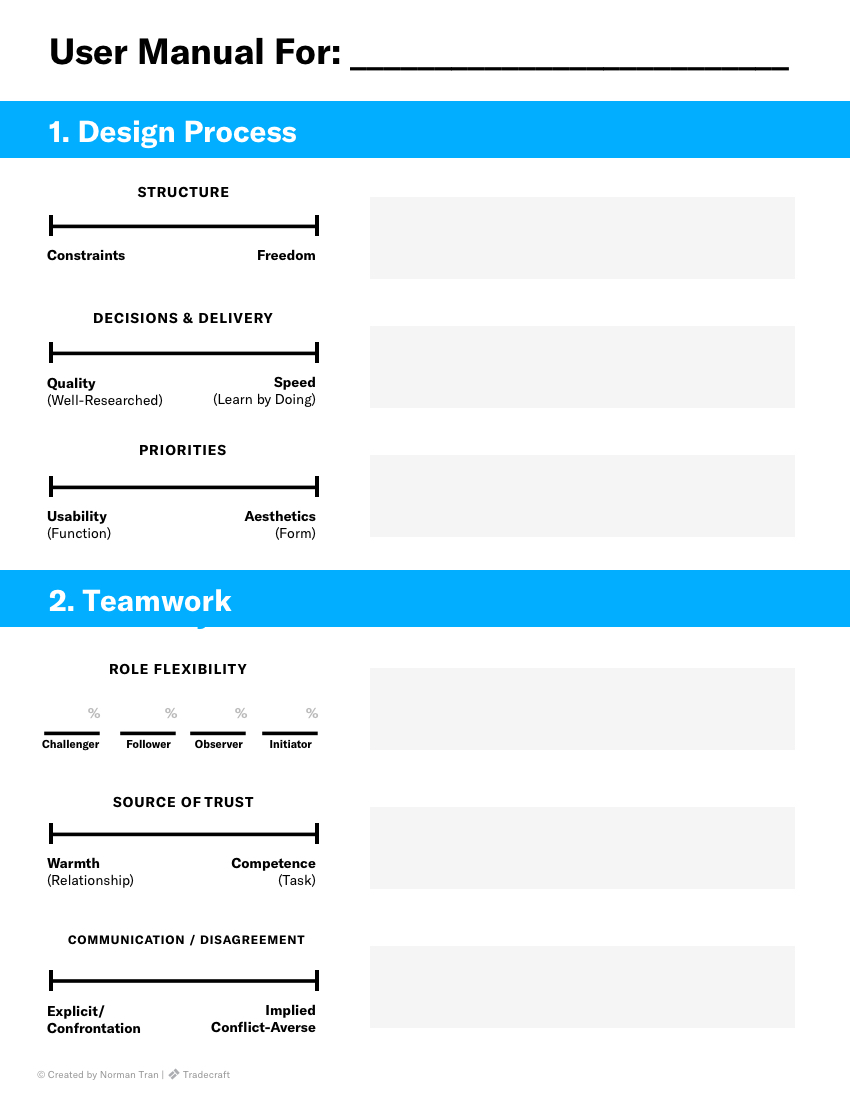 User Manual For: __________________________
1. Design Process
STRUCTURE
Constraints Freedom
DECISIONS & DELIVERY
Quality Speed
(Well-Researched) (Learn by Doing)
PRIORITIES
Usability Aesthetics
(Function) (Form)
2. Teamwork
ROLE FLEXIBILITY
% % % %
Challenger Follower Observer Initiator
SOURCE OF TRUST
Warmth Competence
(Relationship) (Task)
COMMUNICATION / DISAGREEMENT
Explicit/ Implied
Confrontation Conflict-Averse
© Created by Norman Tran | Tradecraft